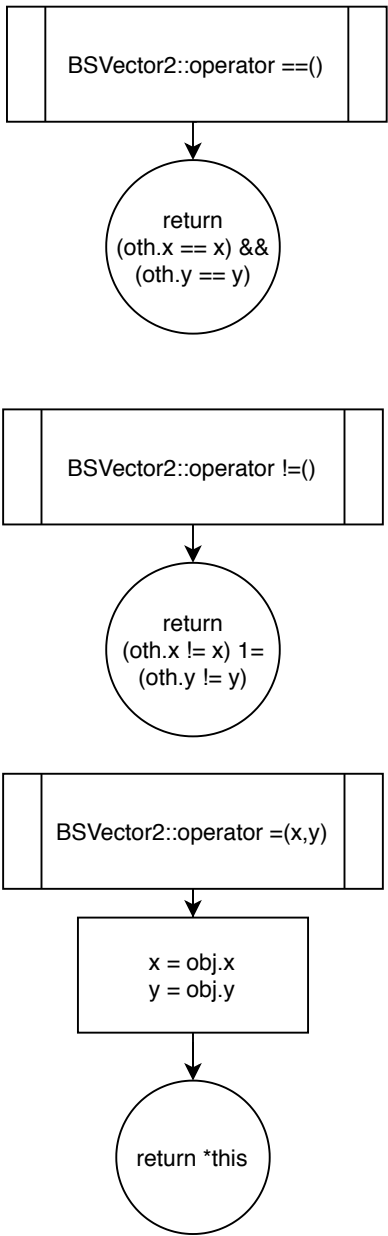 BSVector2::operator ==()
return
(oth.x == x) &&
(oth.y == y)
BSVector2::operator !=()
return
(oth.x != x) 1=
(oth.y != y)
BSVector2::operator =(x,y)
x = obj.x
y = obj.y
return *this